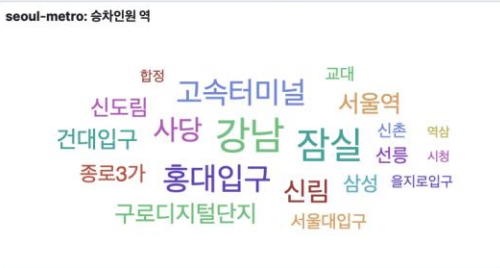 seoul-metro: 승차인원 역
합정
교대
고속터미널
신도림
서울역
사당
강남
신촌
역삼
건대입구
잠실
선릉
시청
종로3가
홍대입구
신림
삼성
을지로입구
구로디지털단지
서울대입구